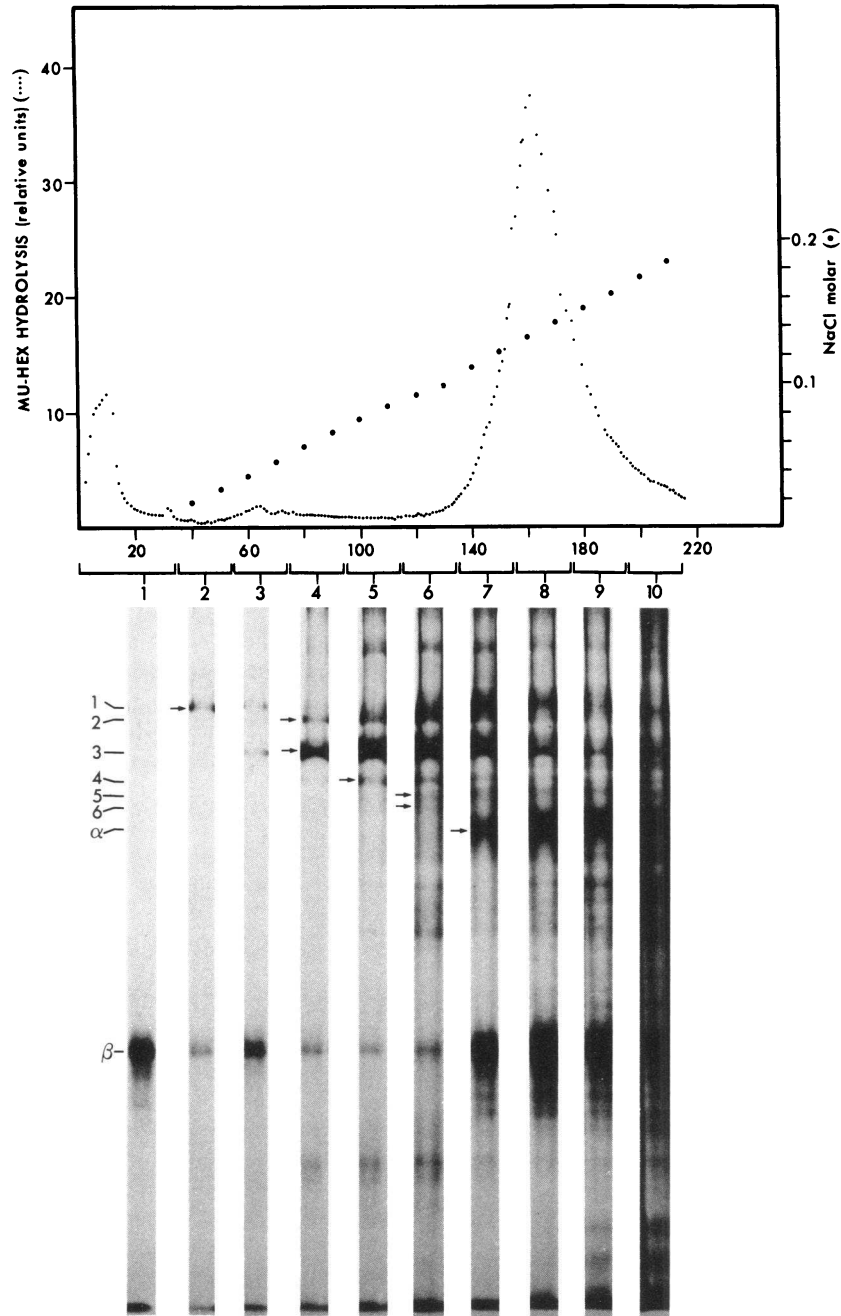 MU-HEX HYDROLYSIS (relative units) (····)
40
30
20
10
0.2
0.1
NaCl molar (•)
20 60 100 140 180 220
1 2 3 4 5 6 7 8 9 10
1
2
3
4
5
6
α
β